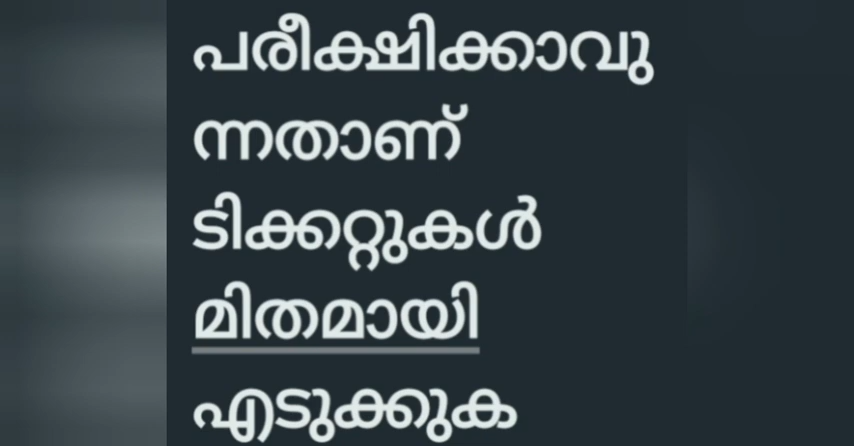 പരീക്ഷിക്കാവു
ന്നതാണ്
ടിക്കറ്റുകൾ
മിതമായി
എടുക്കുക